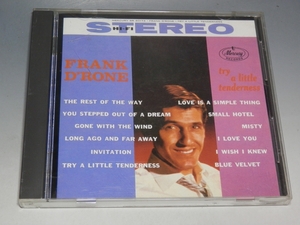 STEREO
HI-FI
Mercury
FRANK
D'RONE
try
a little
tenderness
THE REST OF THE WAY
YOU STEPPED OUT OF A DREAM
GONE WITH THE WIND
LONG AGO AND FAR AWAY
INVITATION
TRY A LITTLE TENDERNESS
LOVE IS A SIMPLE THING
SMALL HOTEL
MISTY
I LOVE YOU
I WISH I KNEW
BLUE VELVET